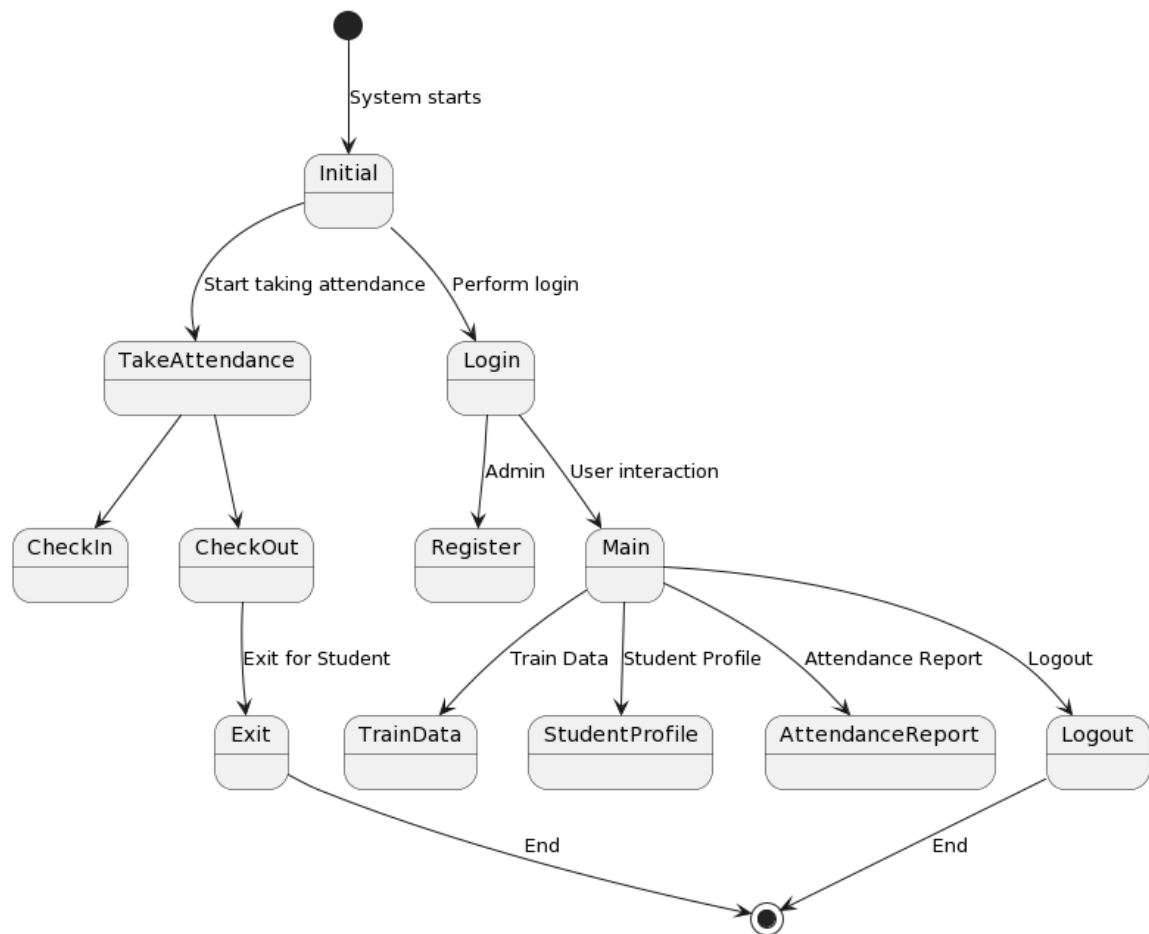 System starts
Initial
Start taking attendance
Perform login
TakeAttendance
Login
Admin
User interaction
CheckIn
CheckOut
Register
Main
Exit for Student
Train Data
Student Profile
Attendance Report
Logout
Exit
TrainData
StudentProfile
AttendanceReport
Logout
End
End